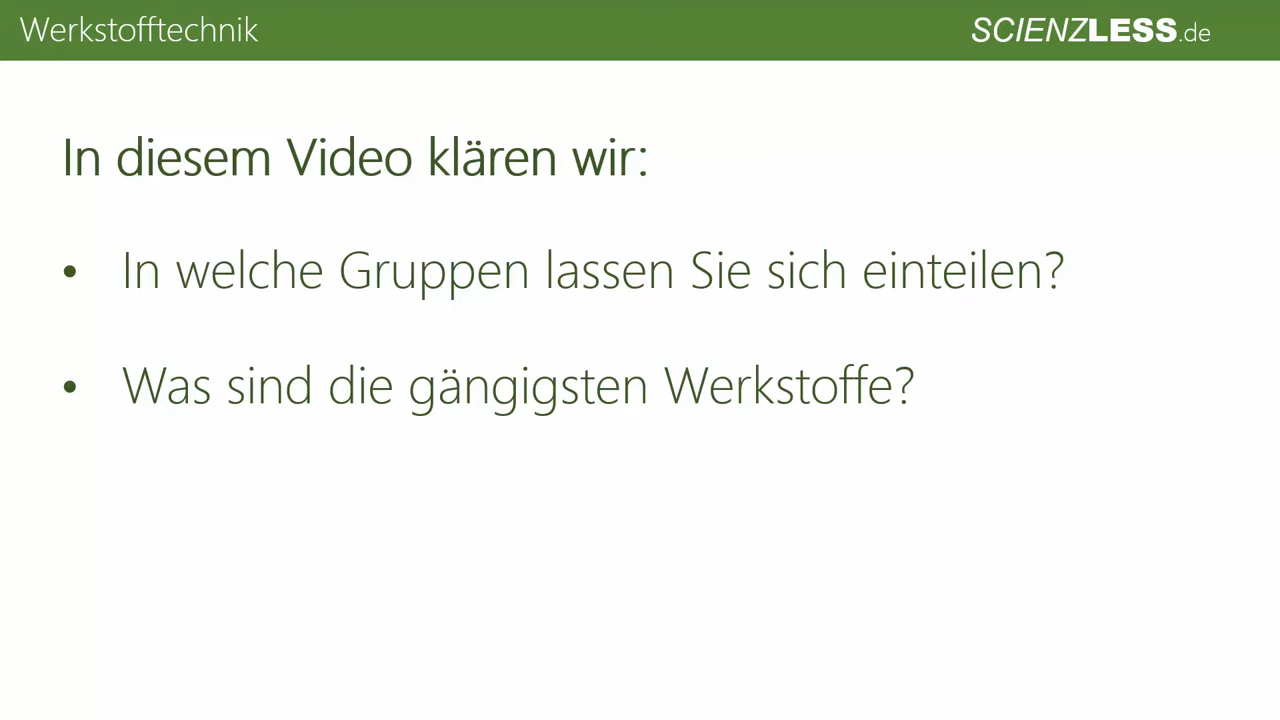 Werkstofftechnik
SCIENZLESS.de
In diesem Video klären wir:
• In welche Gruppen lassen Sie sich einteilen?
• Was sind die gängigsten Werkstoffe?